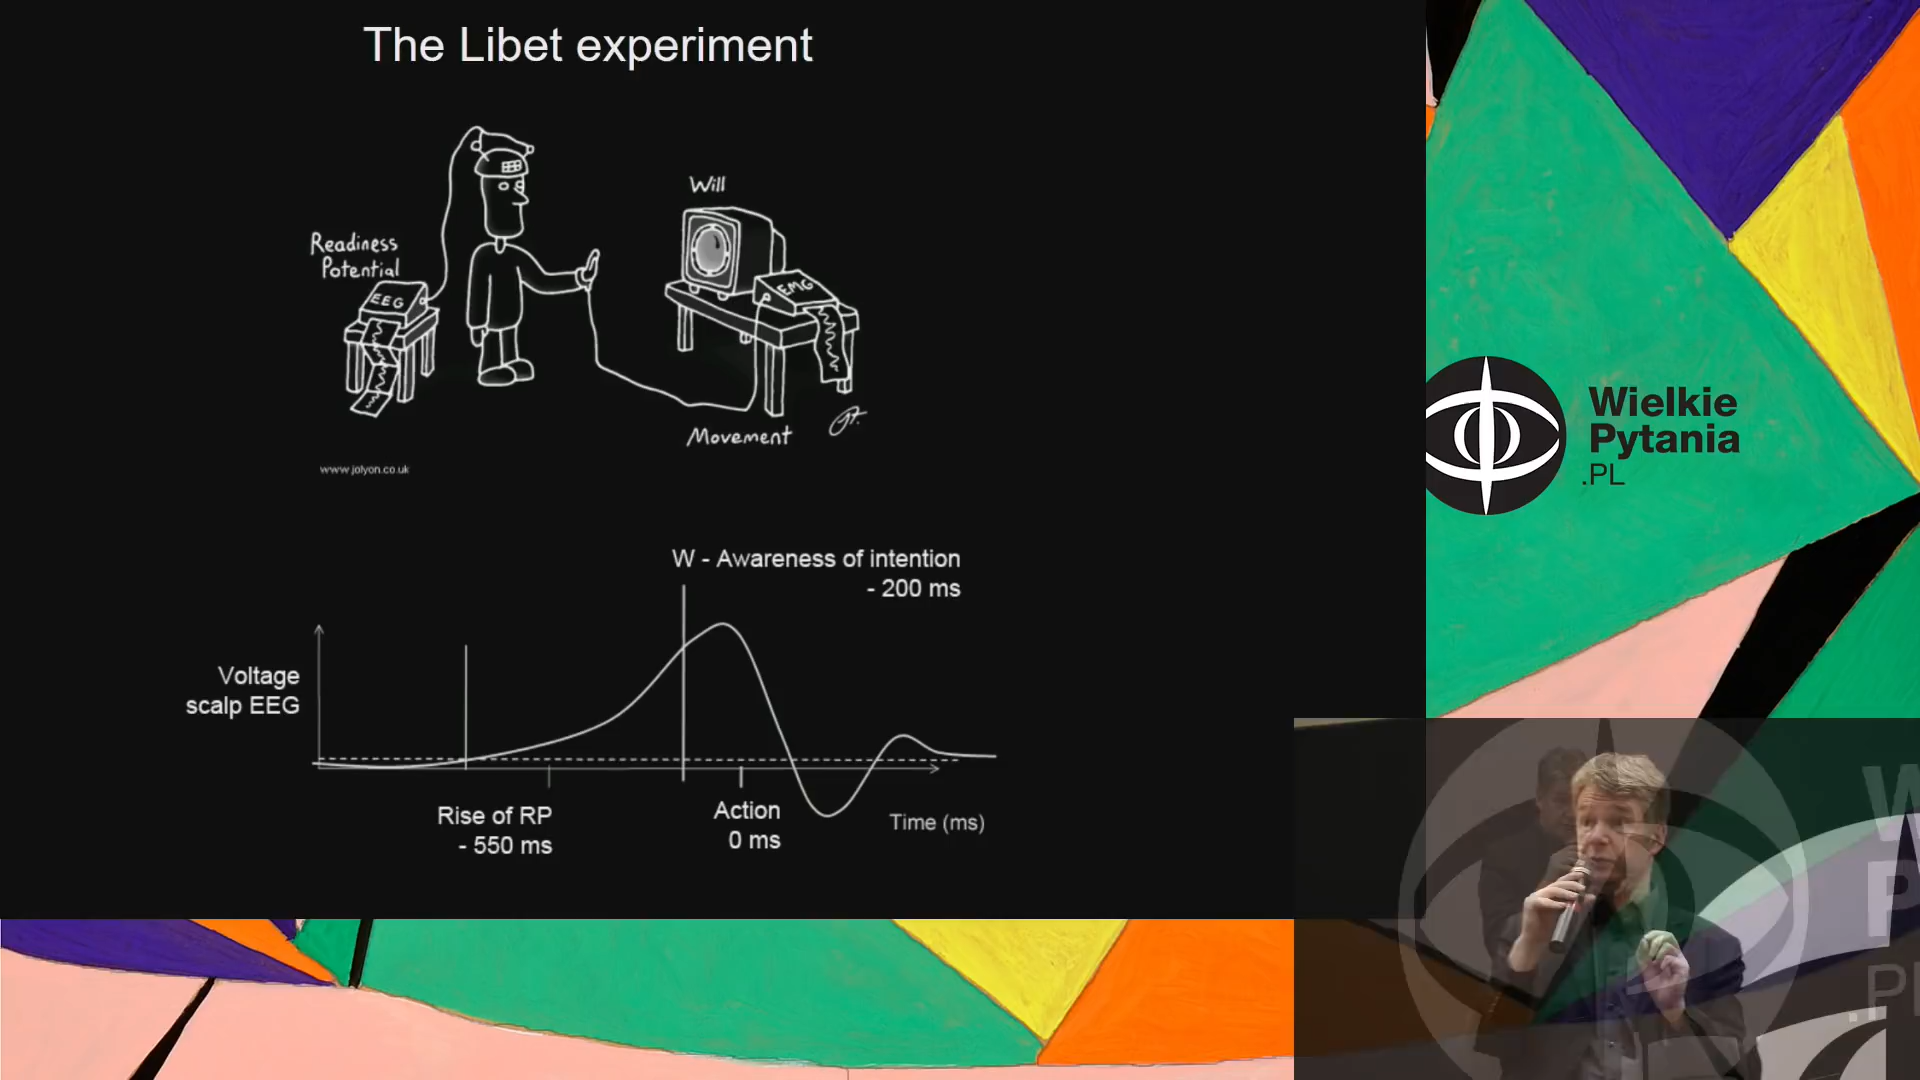 The Libet experiment
Will
Readiness
Potential
EEG
EMG
Movement
www.jolyon.co.uk
W - Awareness of intention
- 200 ms
Voltage
scalp EEG
Rise of RP
- 550 ms
Action
0 ms
Time (ms)
Wielkie
Pytania
.PL
W
P
.Pl